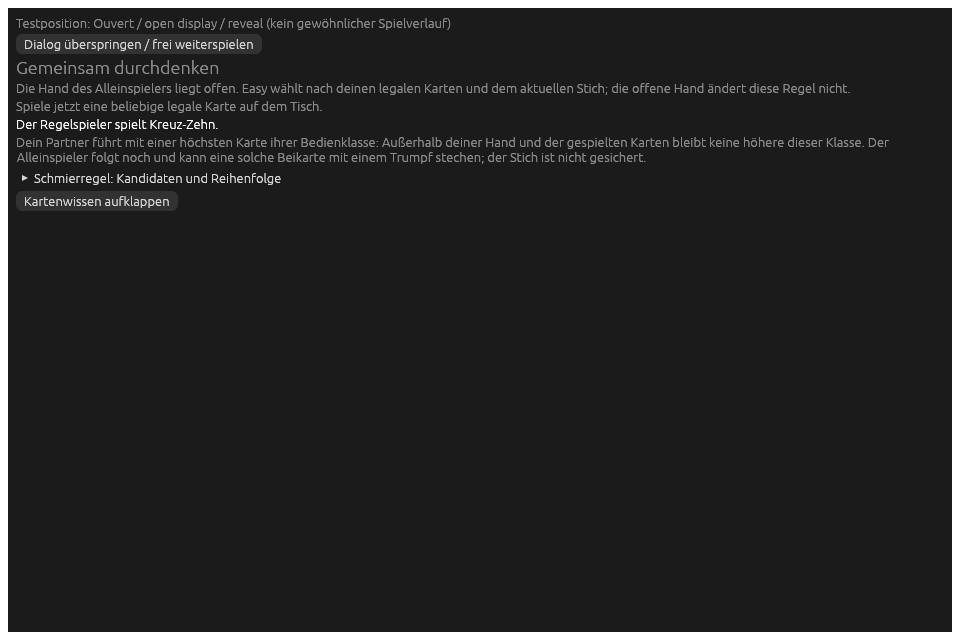 Testposition: Ouvert / open display / reveal (kein gewöhnlicher Spielverlauf)
Dialog überspringen / frei weiterspielen
Gemeinsam durchdenken
Die Hand des Alleinspielers liegt offen. Easy wählt nach deinen legalen Karten und dem aktuellen Stich; die offene Hand ändert diese Regel nicht.
Spiele jetzt eine beliebige legale Karte auf dem Tisch.
Der Regelspieler spielt Kreuz-Zehn.
Dein Partner führt mit einer höchsten Karte ihrer Bedienklasse: Außerhalb deiner Hand und der gespielten Karten bleibt keine höhere dieser Klasse. Der
Alleinspieler folgt noch und kann eine solche Beikarte mit einem Trumpf stechen; der Stich ist nicht gesichert.
Schmierregel: Kandidaten und Reihenfolge
Kartenwissen aufklappen